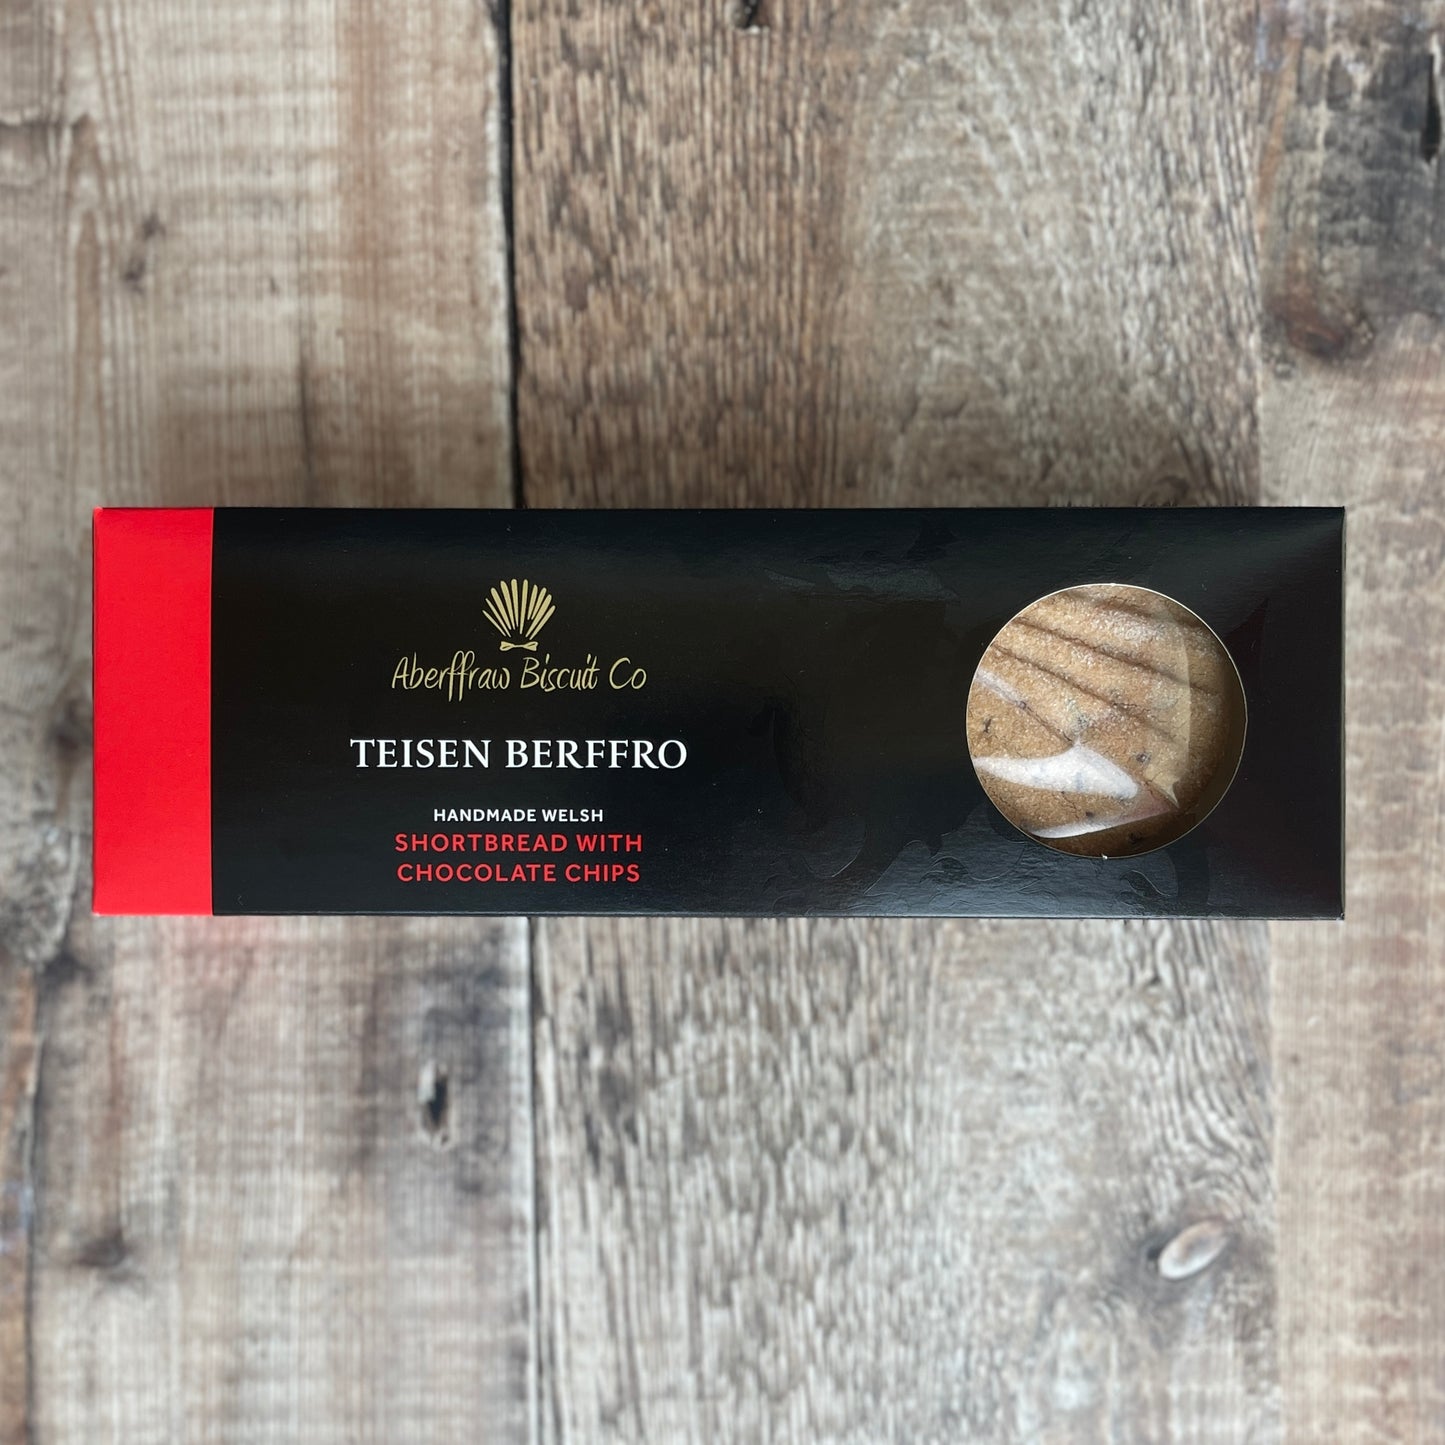 Aberffraw Biscuit Co
TEISEN BERFFRO
HANDMADE WELSH
SHORTBREAD WITH
CHOCOLATE CHIPS